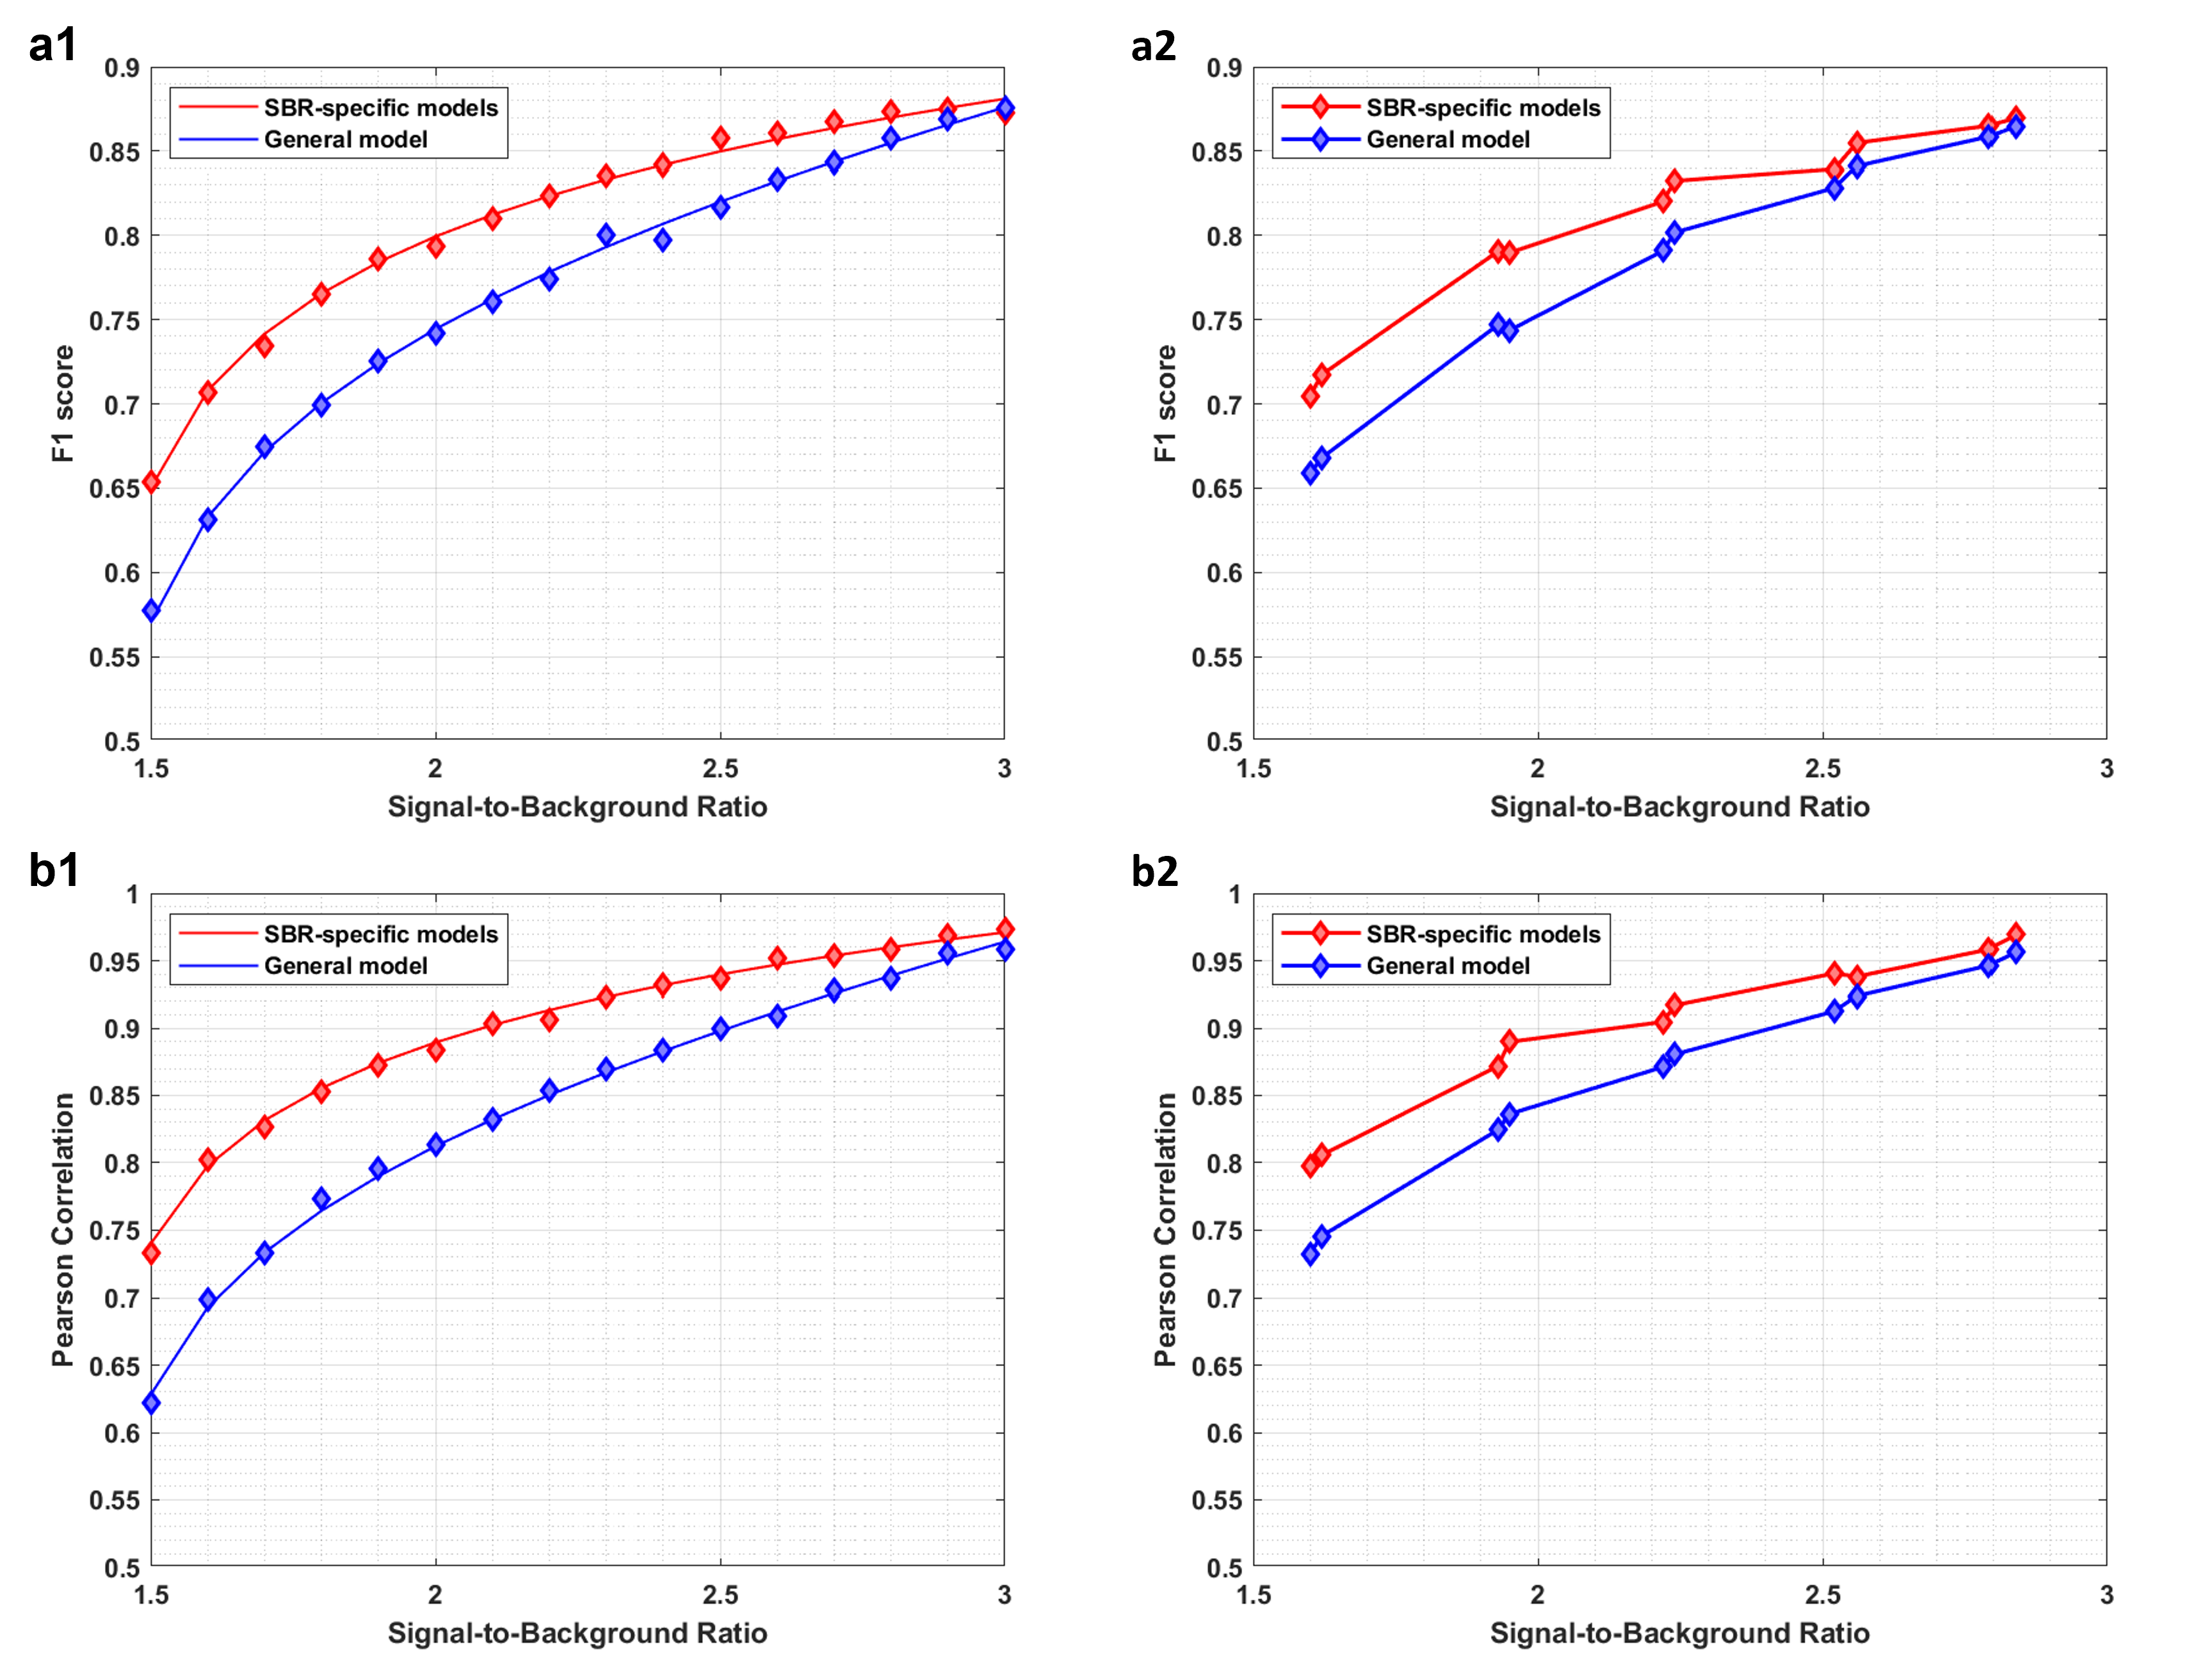 a1
0.9
0.85
0.8
0.75
0.7
0.65
0.6
0.55
0.5
F1 score
SBR-specific models
General model
1.5 2 2.5 3
Signal-to-Background Ratio
a2
0.9
0.85
0.8
0.75
0.7
0.65
0.6
0.55
0.5
F1 score
SBR-specific models
General model
1.5 2 2.5 3
Signal-to-Background Ratio
b1
1
0.95
0.9
0.85
0.8
0.75
0.7
0.65
0.6
0.55
0.5
Pearson Correlation
SBR-specific models
General model
1.5 2 2.5 3
Signal-to-Background Ratio
b2
1
0.95
0.9
0.85
0.8
0.75
0.7
0.65
0.6
0.55
0.5
Pearson Correlation
SBR-specific models
General model
1.5 2 2.5 3
Signal-to-Background Ratio